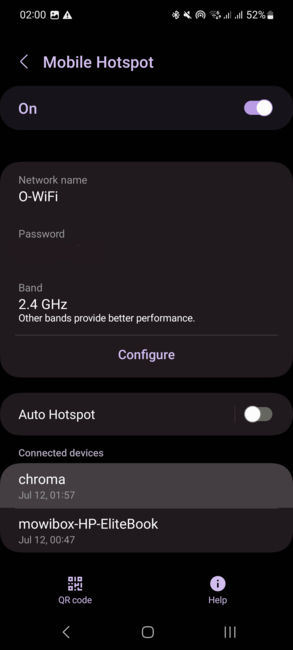 02:00 52%
Mobile Hotspot
On
Network name
O-WiFi
Password
Band
2.4 GHz
Other bands provide better performance.
Configure
Auto Hotspot
Connected devices
chroma
Jul 12, 01:57
mowibox-HP-EliteBook
Jul 12, 00:47
QR code Help